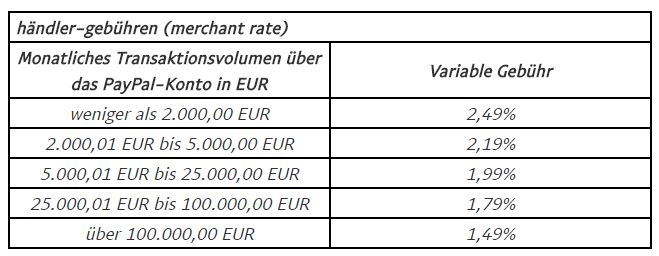 händler-gebühren (merchant rate)
Monatliches Transaktionsvolumen über
das PayPal-Konto in EUR
Variable Gebühr
weniger als 2.000,00 EUR 2,49%
2.000,01 EUR bis 5.000,00 EUR 2,19%
5.000,01 EUR bis 25.000,00 EUR 1,99%
25.000,01 EUR bis 100.000,00 EUR 1,79%
über 100.000,00 EUR 1,49%